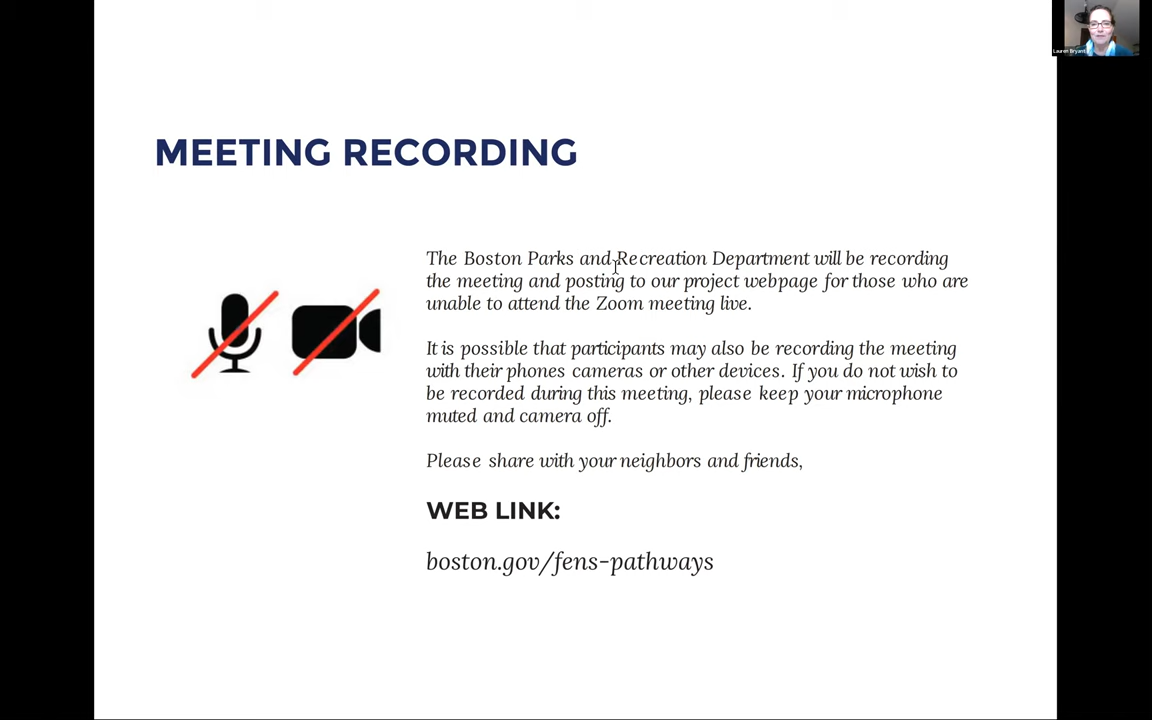 Lauren Bryant
MEETING RECORDING
The Boston Parks and Recreation Department will be recording
the meeting and posting to our project webpage for those who are
unable to attend the Zoom meeting live.
It is possible that participants may also be recording the meeting
with their phones cameras or other devices. If you do not wish to
be recorded during this meeting, please keep your microphone
muted and camera off.
Please share with your neighbors and friends,
WEB LINK:
boston.gov/fens-pathways